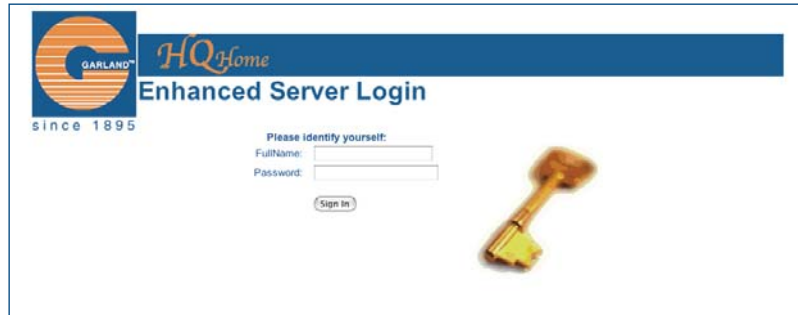 GARLAND™
HQHome
Enhanced Server Login
since 1895
Please identify yourself:
FullName:
Password:
Sign In